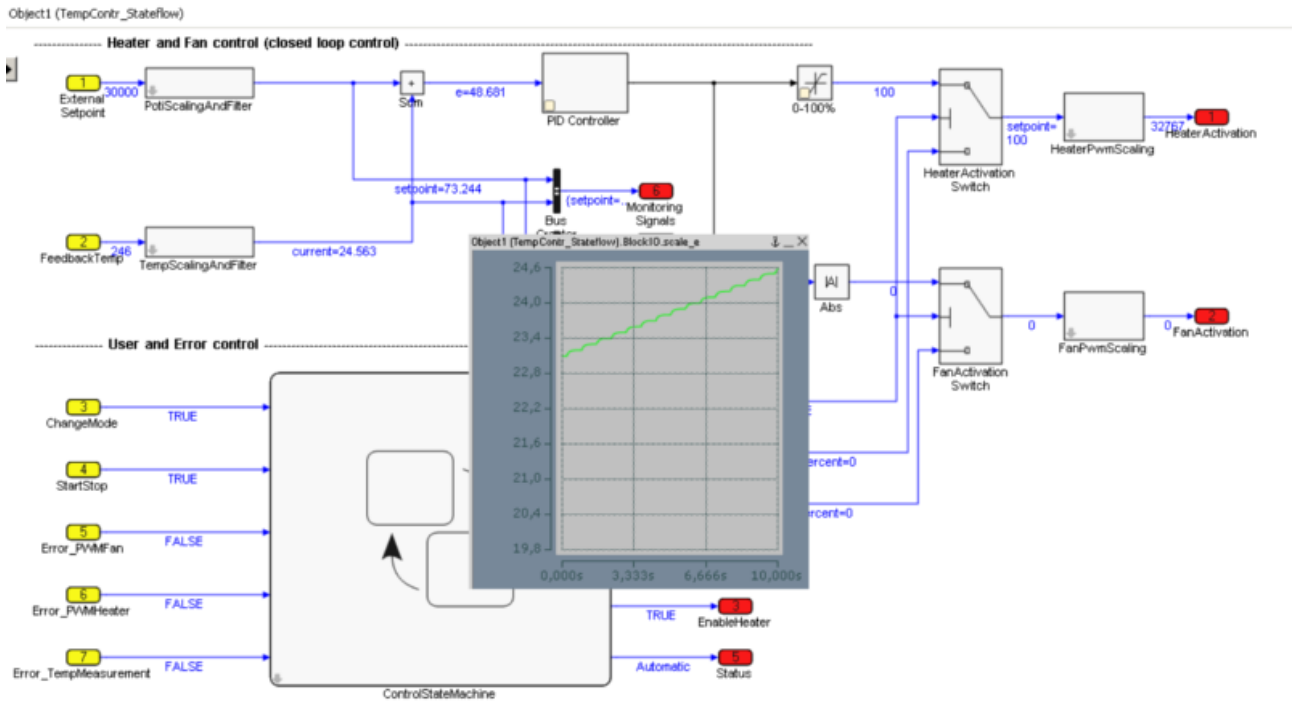 Object1 (TempContr_Stateflow)
Heater and Fan control (closed loop control)
1
External
Setpoint
30000
PotiScalingAndFilter
+
Sum
e=48.681
PID Controller
0-100%
100
HeaterActivation
Switch
setpoint=
100
HeaterPwmScaling
32767
1
HeaterActivation
setpoint=73.244
Bus
(setpoint=..
6
Monitoring
Signals
2
FeedbackTemp
246
TempScalingAndFilter
current=24.563
Object1 (TempContr_Stateflow).BlockIO.scale_e
24,6
24,0
23,4
22,8
22,2
21,6
21,0
20,4
19,8
0,000s
3,333s
6,666s
10,000s
|A|
Abs
0
FanActivation
Switch
0
FanPwmScaling
0
2
FanActivation
User and Error control
3
ChangeMode
TRUE
4
StartStop
TRUE
5
Error_PWMFan
FALSE
6
Error_PWMHeater
FALSE
7
Error_TempMeasurement
FALSE
ercent=0
rcent=0
TRUE
3
EnableHeater
Automatic
5
Status
ControlStateMachine